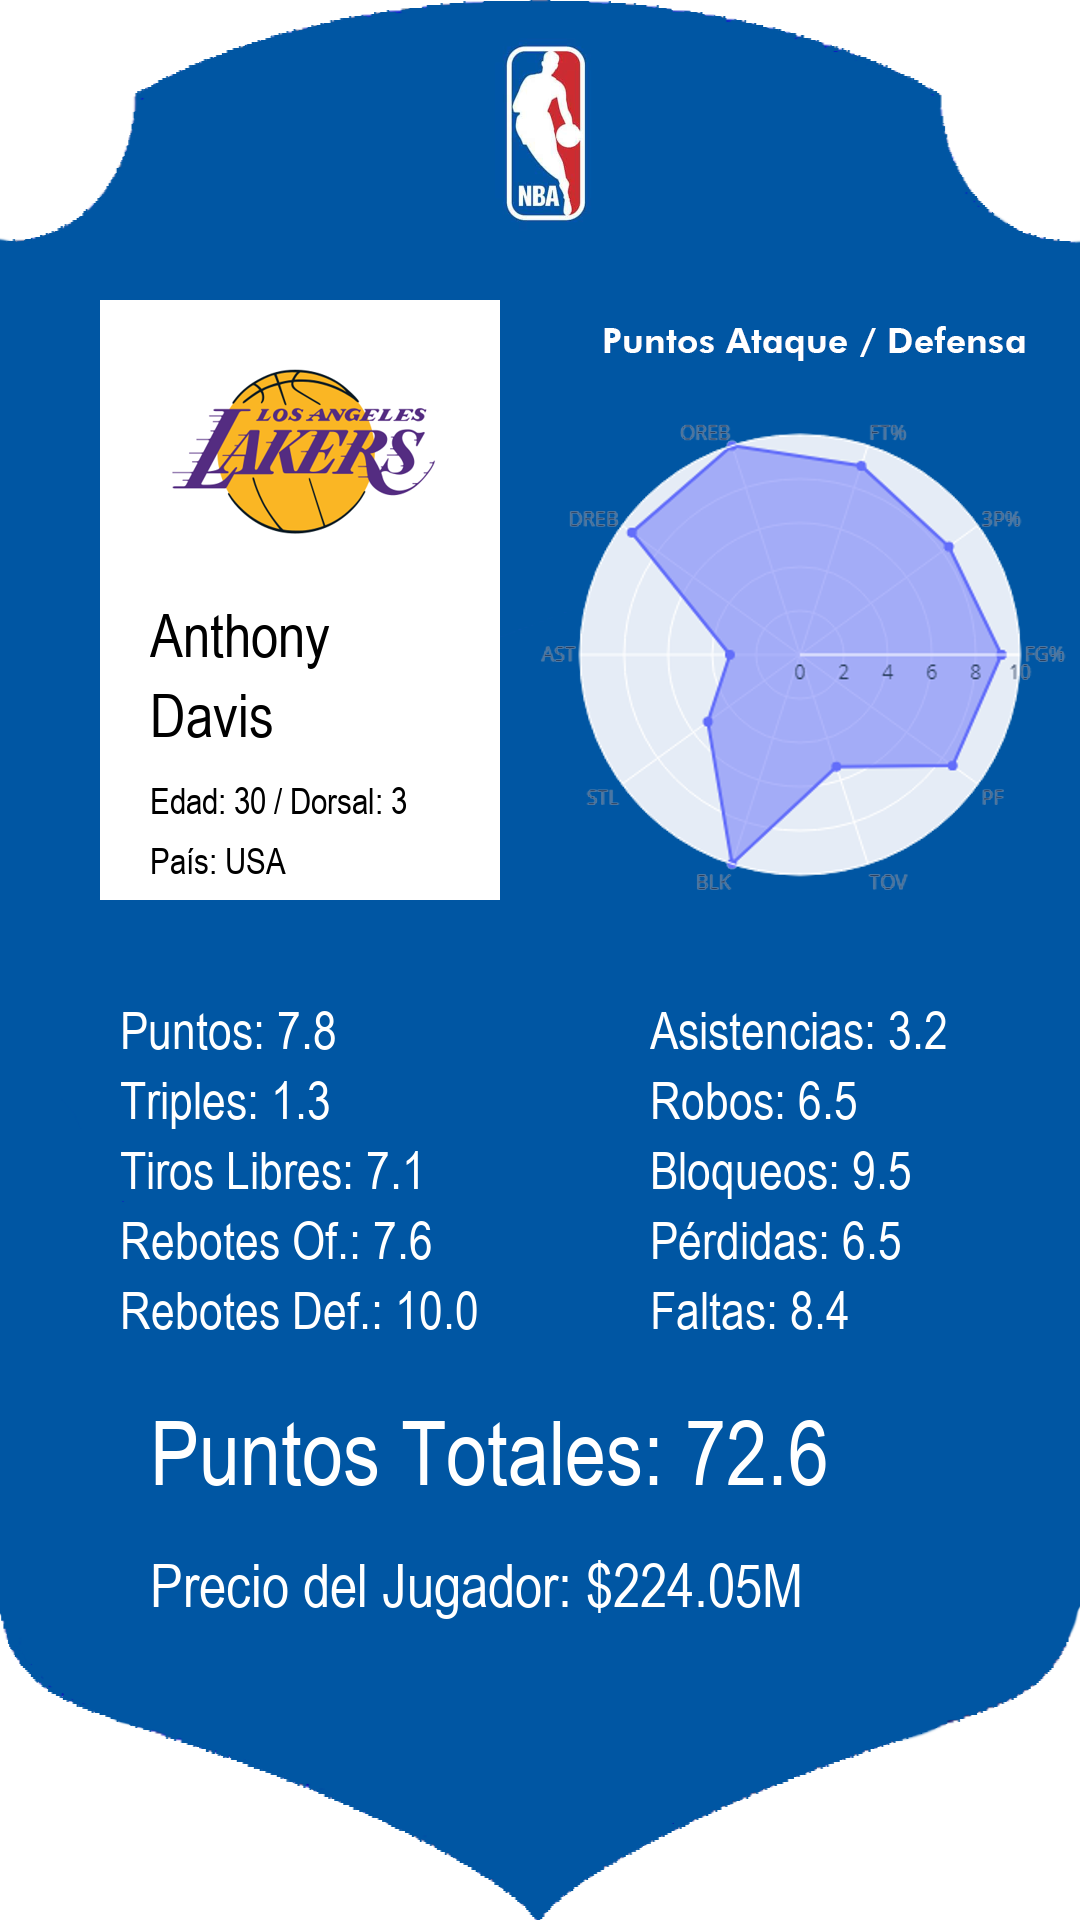 NBA
LOS ANGELES
LAKERS
Anthony
Davis
Edad: 30 / Dorsal: 3
País: USA
Puntos Ataque / Defensa
OREB
FT%
DREB
3P%
AST
FG%
0 2 4 6 8 10
STL
PF
BLK
TOV
Puntos: 7.8
Triples: 1.3
Tiros Libres: 7.1
Rebotes Of.: 7.6
Rebotes Def.: 10.0
Asistencias: 3.2
Robos: 6.5
Bloqueos: 9.5
Pérdidas: 6.5
Faltas: 8.4
Puntos Totales: 72.6
Precio del Jugador: $224.05M